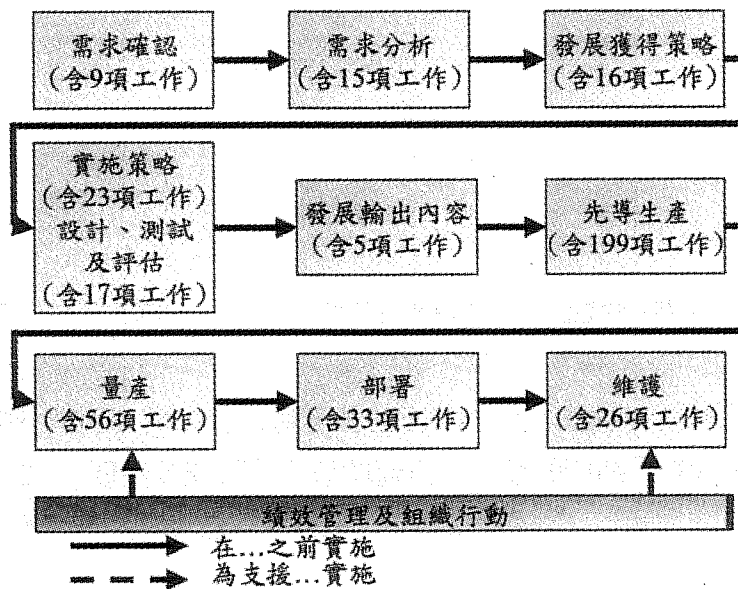 需求確認
(含9項工作)
需求分析
(含15項工作)
發展獲得策略
(含16項工作)
實施策略
(含23項工作)
設計、測試
及評估
(含17項工作)
發展輸出內容
(含5項工作)
先導生產
(含199項工作)
量產
(含56項工作)
部署
(含33項工作)
維護
(含26項工作)
績效管理及組織行動
在...之前實施
為支援...實施